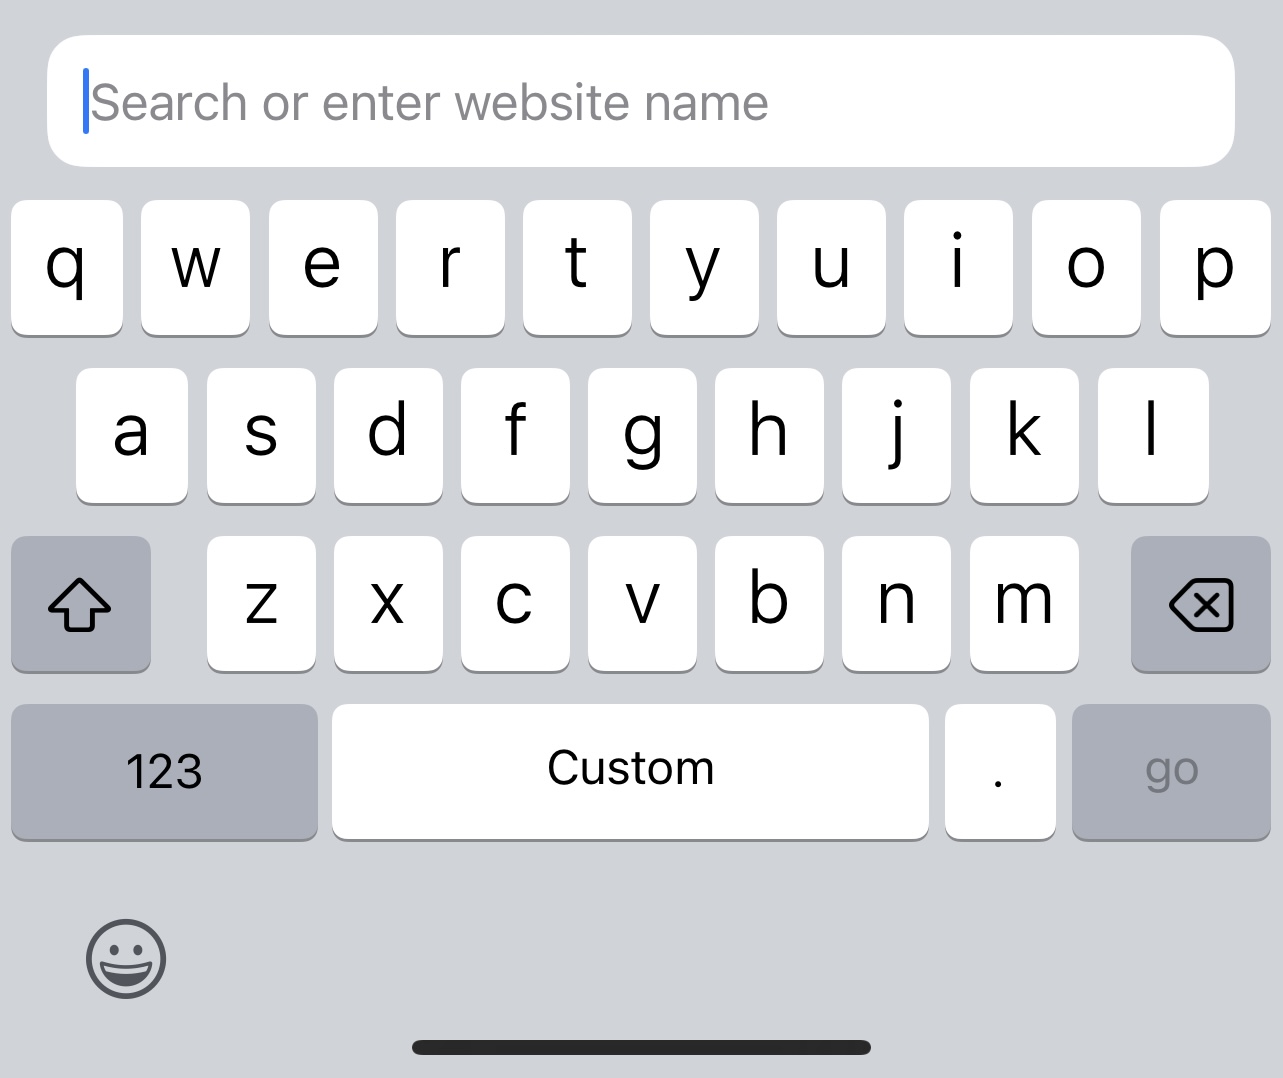 Search or enter website name
q w e r t y u i o p
a s d f g h j k l
z x c v b n m
123 Custom . go